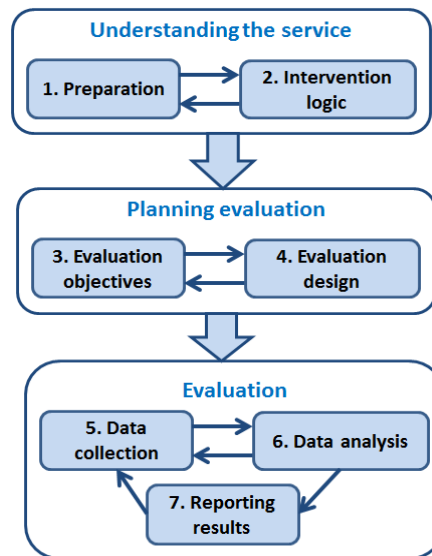 Understanding the service
1. Preparation
2. Intervention
logic
Planning evaluation
3. Evaluation
objectives
4. Evaluation
design
Evaluation
5. Data
collection
6. Data analysis
7. Reporting
results